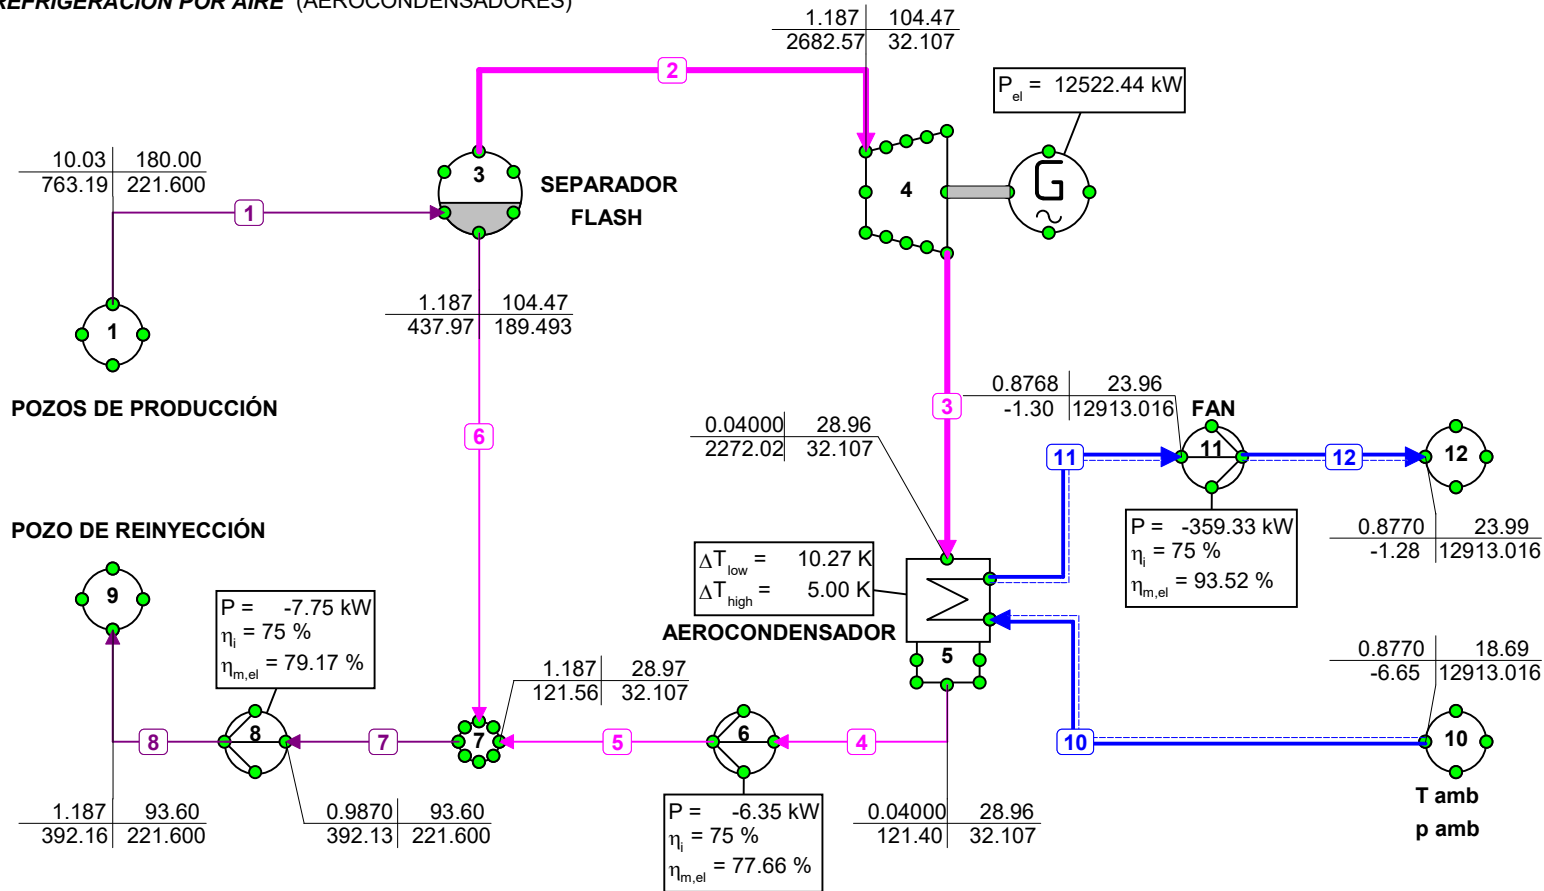 REFRIGERACIÓN POR AIRE (AEROCONDENSADORES)
1.187 104.47
2682.57 32.107
2
P el = 12522.44 kW
10.03 180.00
763.19 221.600
3
SEPARADOR
FLASH
4
G
1
1
1.187 104.47
437.97 189.493
POZOS DE PRODUCCIÓN
0.8768 23.96
-1.30 12913.016
FAN
3
0.04000 28.96
2272.02 32.107
6
11
11
12
12
POZO DE REINYECCIÓN
P = -359.33 kW
ηi = 75 %
ηm,el = 93.52 %
0.8770 23.99
-1.28 12913.016
ΔTlow = 10.27 K
ΔThigh = 5.00 K
9
P = -7.75 kW
ηi = 75 %
ηm,el = 79.17 %
AEROCONDENSADOR
5
0.8770 18.69
-6.65 12913.016
1.187 28.97
121.56 32.107
8
8
7
7
5
6
4
10
10
T amb
p amb
1.187 93.60
392.16 221.600
0.9870 93.60
392.13 221.600
P = -6.35 kW
ηi = 75 %
ηm,el = 77.66 %
0.04000 28.96
121.40 32.107